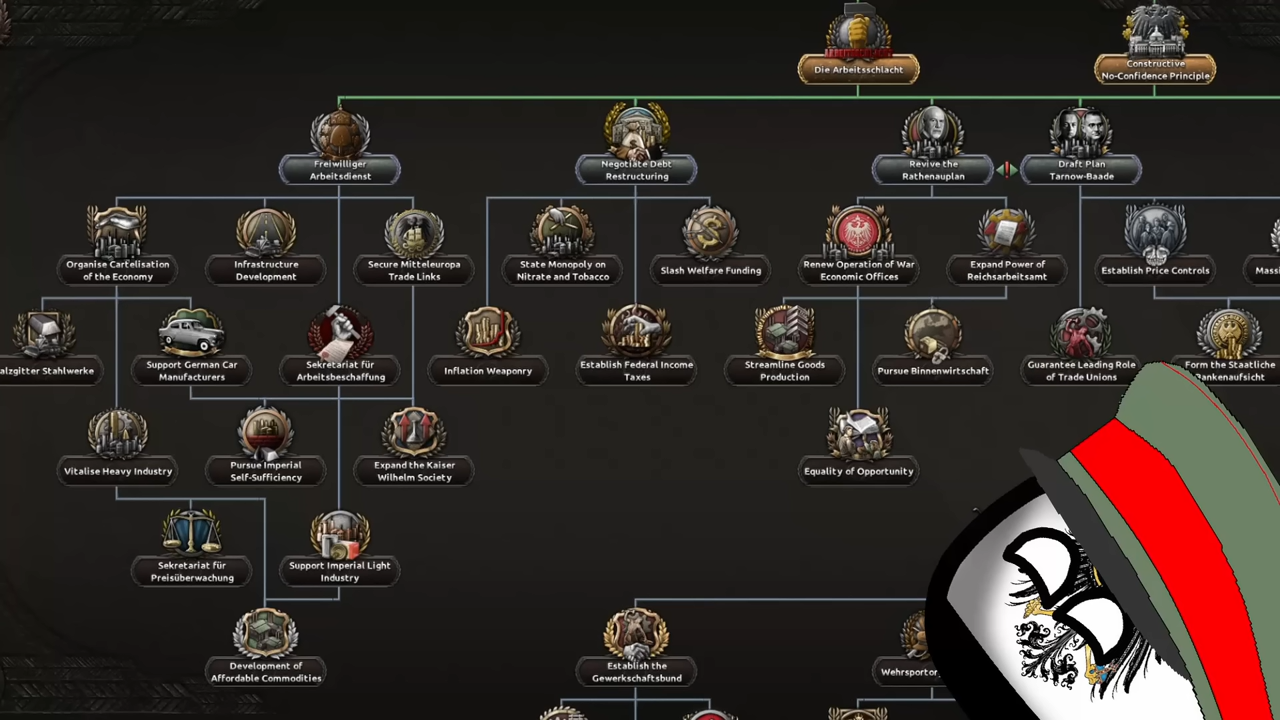 Die Arbeitsschlacht
Constructive
No-Confidence Principle
Freiwilliger
Arbeitsdienst
Negotiate Debt
Restructuring
Revive the
Rathenauplan
Draft Plan
Tarnow-Baade
Organise Cartelisation
of the Economy
Infrastructure
Development
Secure Mitteleuropa
Trade Links
State Monopoly on
Nitrate and Tobacco
Slash Welfare Funding
Renew Operation of War
Economic Offices
Expand Power of
Reichsarbeitsamt
Establish Price Controls
Massi
alzgitter Stahlwerke
Support German Car
Manufacturers
Sekretariat für
Arbeitsbeschaffung
Inflation Weaponry
Establish Federal Income
Taxes
Streamline Goods
Production
Pursue Binnenwirtschaft
Guarantee Leading Role
of Trade Unions
Form the Staatliche
Bankenaufsicht
Vitalise Heavy Industry
Pursue Imperial
Self-Sufficiency
Expand the Kaiser
Wilhelm Society
Equality of Opportunity
Sekretariat für
Preisüberwachung
Support Imperial Light
Industry
Development of
Affordable Commodities
Establish the
Gewerkschaftsbund
Wehrsportor